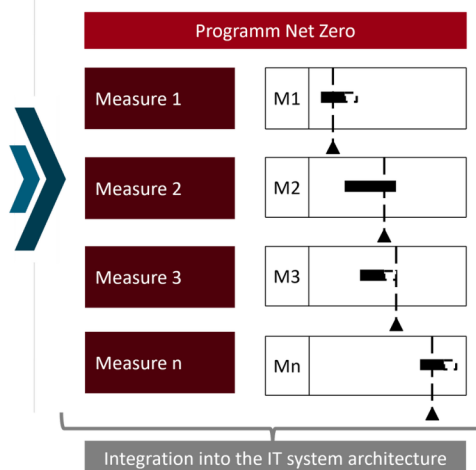 Programm Net Zero
Measure 1
M1
Measure 2
M2
Measure 3
M3
Measure n
Mn
Integration into the IT system architecture